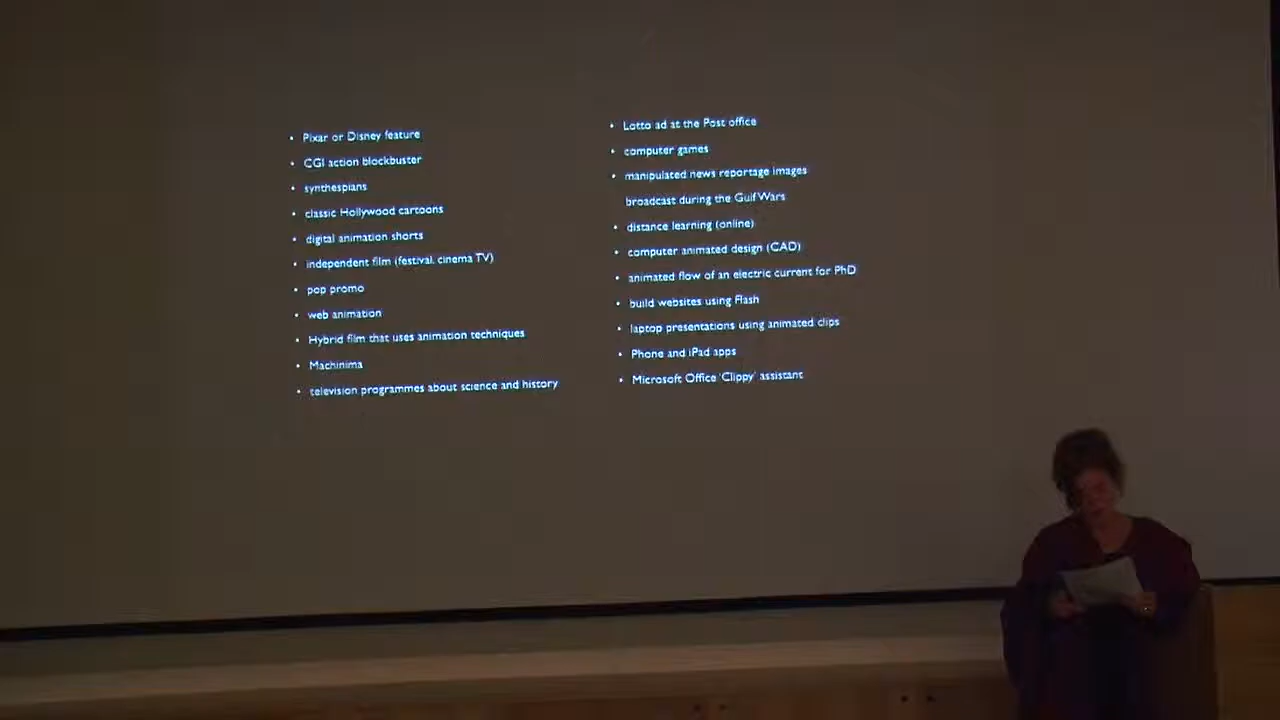 • Pixar or Disney feature
• CGI action blockbuster
• synthespians
• classic Hollywood cartoons
• digital animation shorts
• independent film (festival, cinema TV)
• pop promo
• web animation
• Hybrid film that uses animation techniques
• Machinima
• television programmes about science and history
• Lotto ad at the Post office
• computer games
• manipulated news reportage images
broadcast during the Gulf Wars
• distance learning (online)
• computer animated design (CAD)
• animated flow of an electric current for PhD
• build websites using Flash
• laptop presentations using animated clips
• Phone and iPad apps
• Microsoft Office 'Clippy' assistant